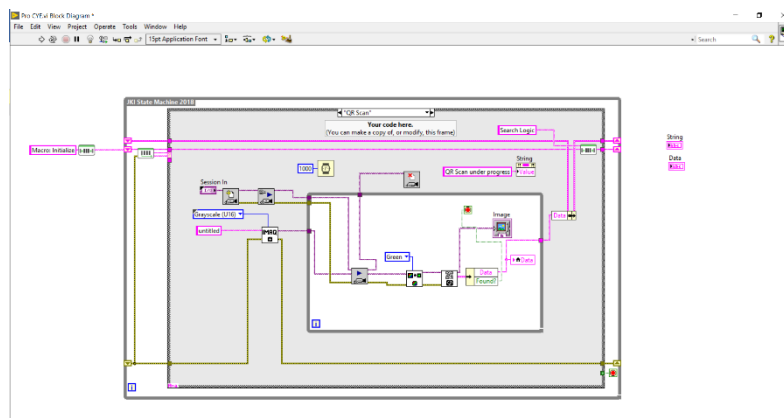 Pro CYE.vi Block Diagram *
File Edit View Project Operate Tools Window Help
15pt Application Font
Search
JKI State Machine 2018
"QR Scan"
Your code here.
(You can make a copy of, or modify, this frame)
Search Logic
String
Macro: Initialize
Data
1000
String
QR Scan under progress
Value
Session In
Grayscale (U16)
Image
Data
untitled
IMAQ
Green
Data
Data
Found?
i
i